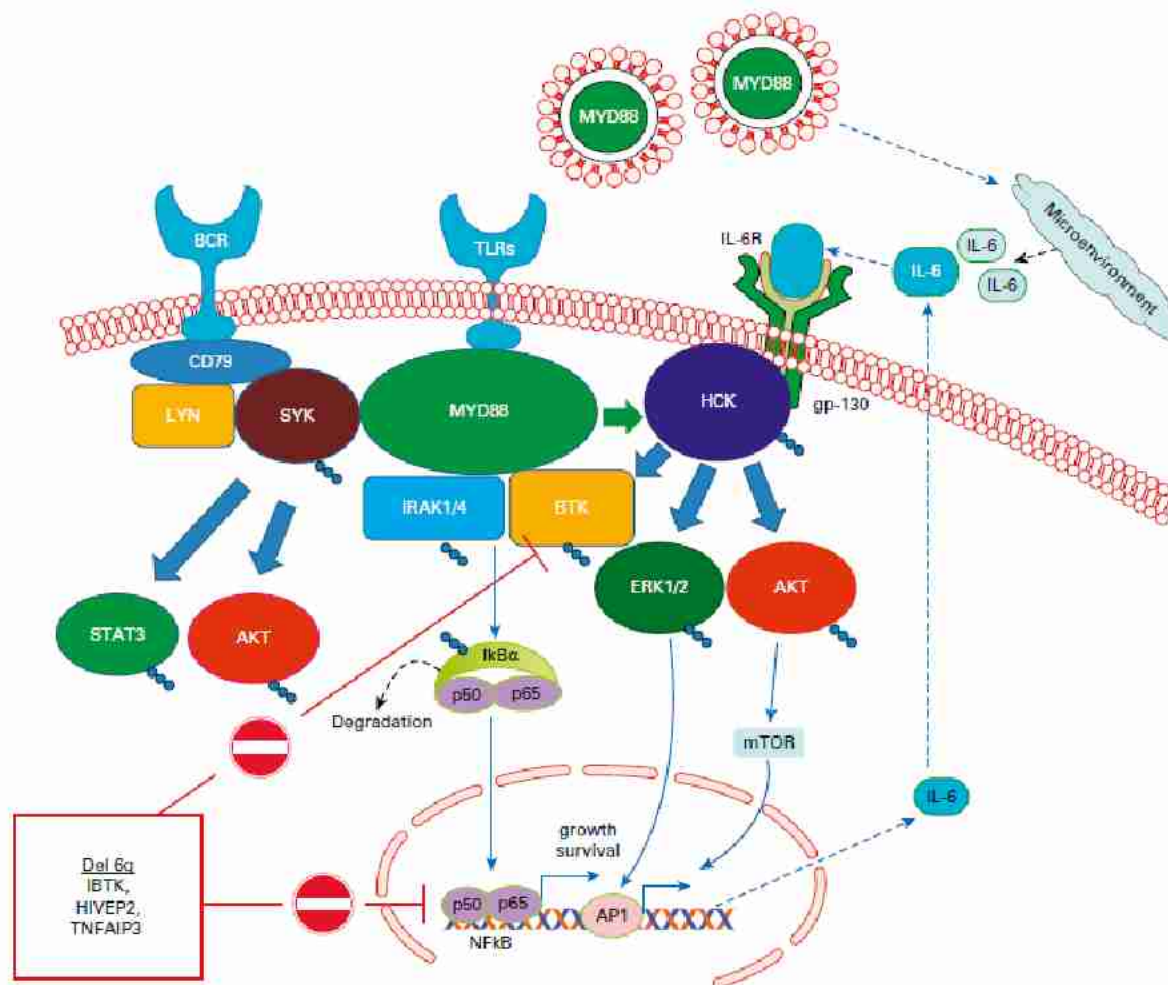 MYD88
MYD88
Microenvironment
BCR
TLRs
IL-6R
IL-6
IL-6
IL-6
CD79
LYN
SYK
MYD88
HCK
gp-130
IRAK1/4
BTK
STAT3
AKT
ERK1/2
AKT
IkBα
p50
p65
Degradation
mTOR
IL-6
growth
survival
Del 6q
IBTK,
HIVEP2,
TNFAIP3
p50
p65
AP1
NFkB